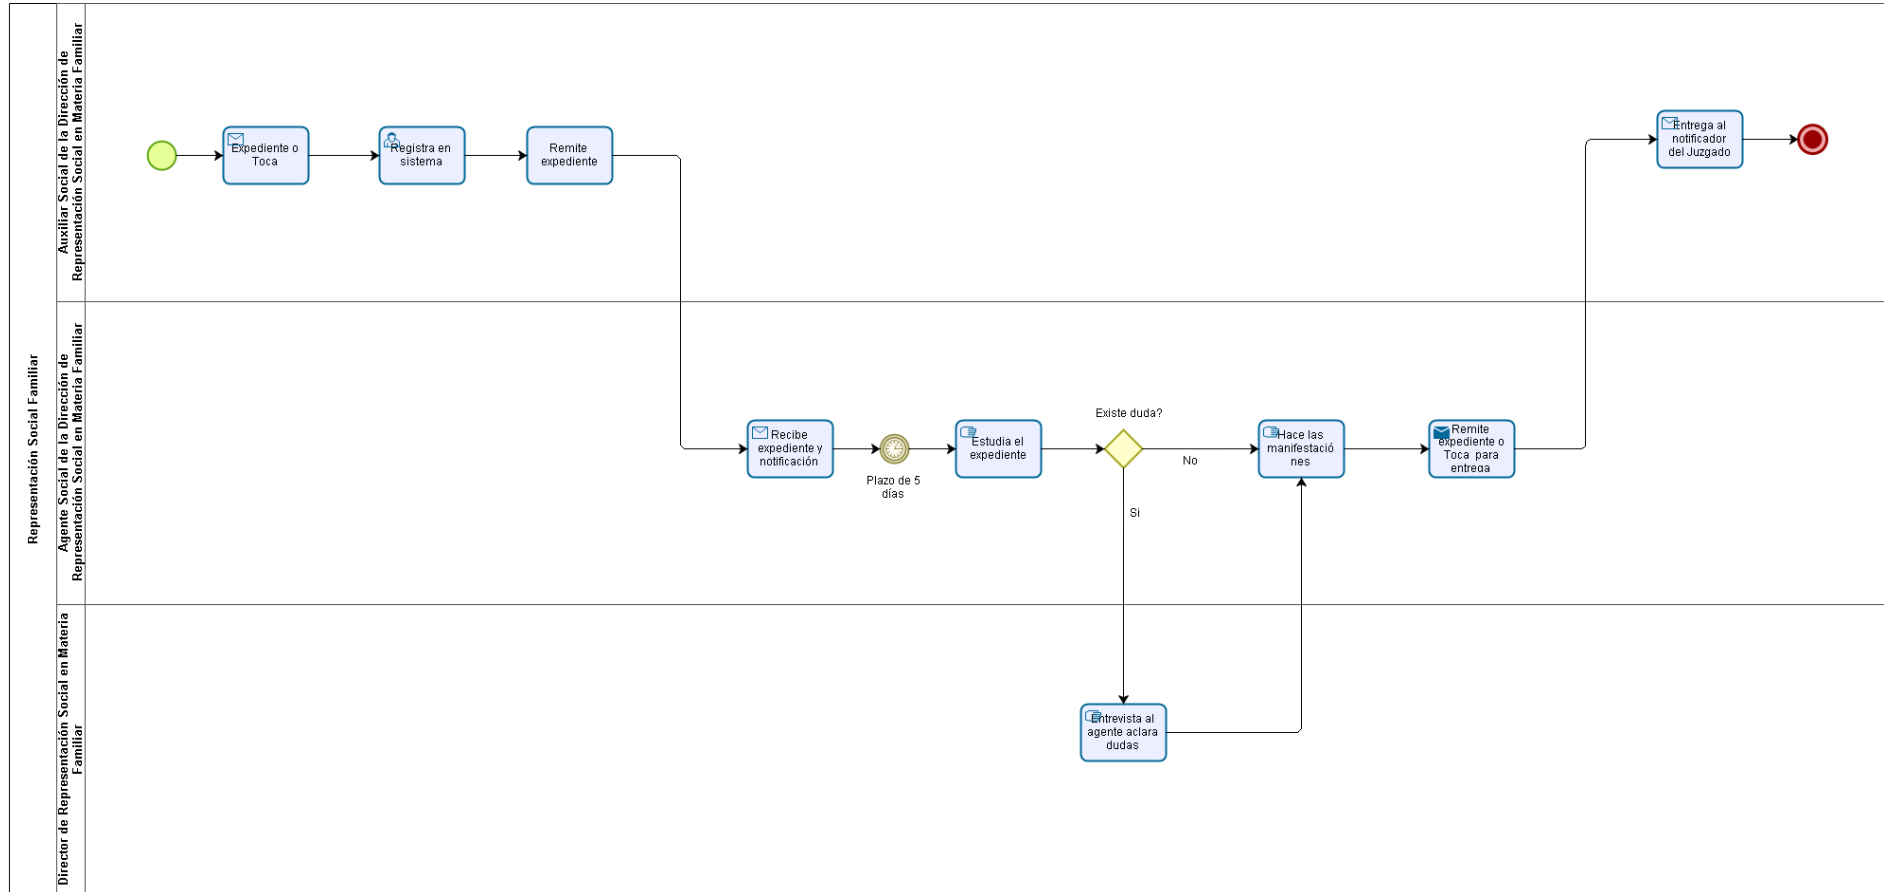 Representación Social Familiar
Auxiliar Social de la Dirección de
Representación Social en Materia Familiar
Expediente o
Toca
Registra en
sistema
Remite
expediente
Entrega al
notificador
del Juzgado
Agente Social de la Dirección de
Representación Social en Materia Familiar
Recibe
expediente y
notificación
Plazo de 5
días
Estudia el
expediente
Existe duda?
No
Si
Hace las
manifestació
nes
Remite
expediente o
Toca para
entrega
Director de Representación Social en Materia
Familiar
Entrevista al
agente aclara
dudas